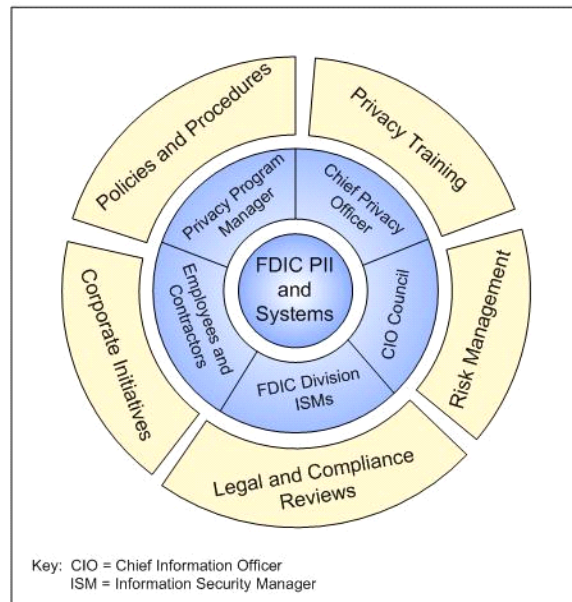 Policies and Procedures
Privacy Training
Risk Management
Legal and Compliance
Reviews
Corporate Initiatives
Privacy Program
Manager
Chief Privacy
Officer
CIO Council
FDIC Division
ISMs
Employees and
Contractors
FDIC PII
and
Systems
Key: CIO = Chief Information Officer
ISM = Information Security Manager